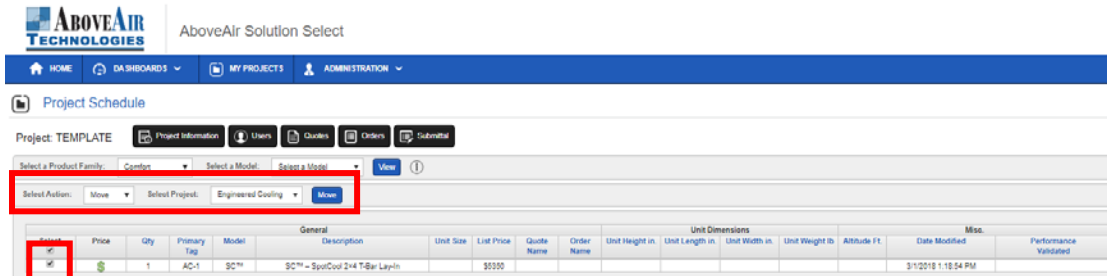 ABOVEAIR
TECHNOLOGIES
AboveAir Solution Select
HOME DASHBOARDS MY PROJECTS ADMINISTRATION
Project Schedule
Project: TEMPLATE Project Information Users Quotes Orders Submittal
Select a Product Family: Comfort Select a Model: Select a Model View
Select Action: Move Select Project: Engineered Cooling Move
General Unit Dimensions Misc.
Select Price Qty Primary Tag Model Description Unit Size List Price Quote Name Order Name Unit Height in. Unit Length in. Unit Width in. Unit Weight lb Altitude Ft. Date Modified Performance Validated
$ 1 AC-1 SC™ SC™ – SpotCool 2×4 T-Bar Lay-In $5350 3/1/2018 1:18:54 PM